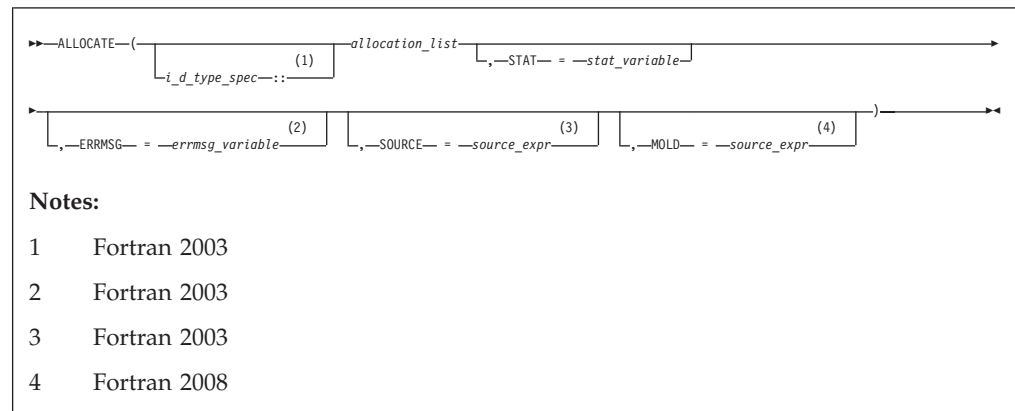 ►►─ALLOCATE─(─┬───────────────────┬─allocation_list─┬─────────────────────────┬─►
(1)
i_d_type_spec─::
,─STAT─ = ─stat_variable
►─┬─────────────────────────────┬─┬──────────────────────────┬─┬────────────────────────┬─)─►◄
(2) (3) (4)
,─ERRMSG─ = ─errmsg_variable ,─SOURCE─ = ─source_expr ,─MOLD─ = ─source_expr
Notes:
1 Fortran 2003
2 Fortran 2003
3 Fortran 2003
4 Fortran 2008